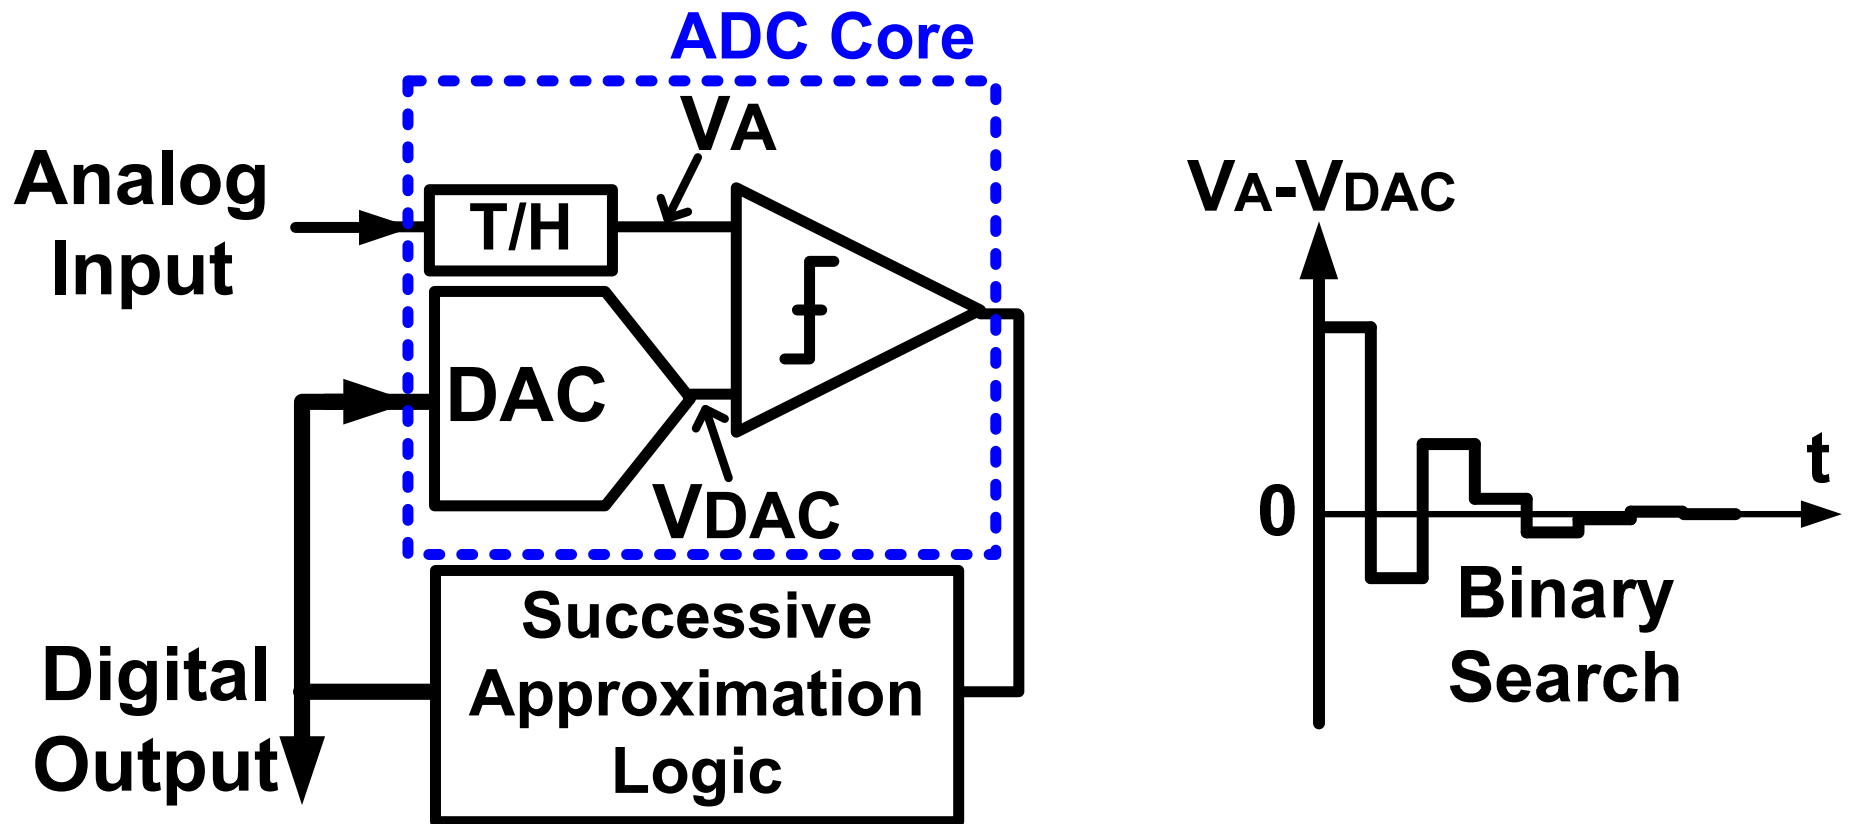 ADC Core
VA
Analog
Input
T/H
DAC
VDAC
Successive
Approximation
Logic
Digital
Output
VA-VDAC
0
t
Binary
Search